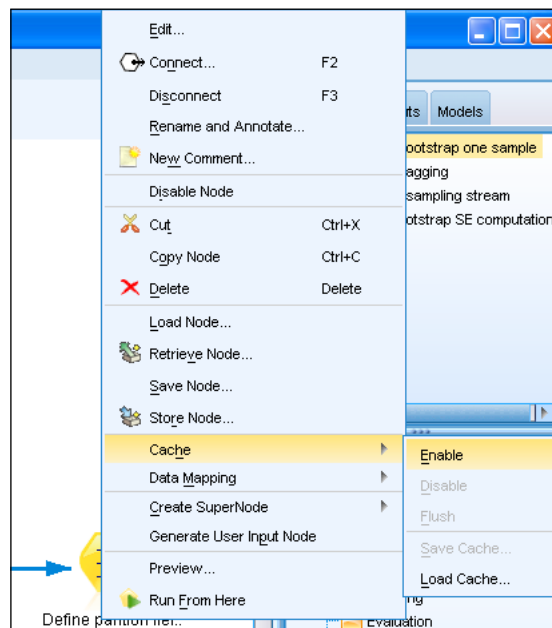 Edit...
Connect... F2
Disconnect F3
Rename and Annotate...
New Comment...
Disable Node
Cut Ctrl+X
Copy Node Ctrl+C
Delete Delete
Load Node...
Retrieve Node...
Save Node...
Store Node...
Cache
Data Mapping
Create SuperNode
Generate User Input Node
Preview...
Run From Here
Enable
Disable
Flush
Save Cache...
Load Cache...
Models
ootstrap one sample
agging
sampling stream
otstrap SE computation
Evaluation
Define